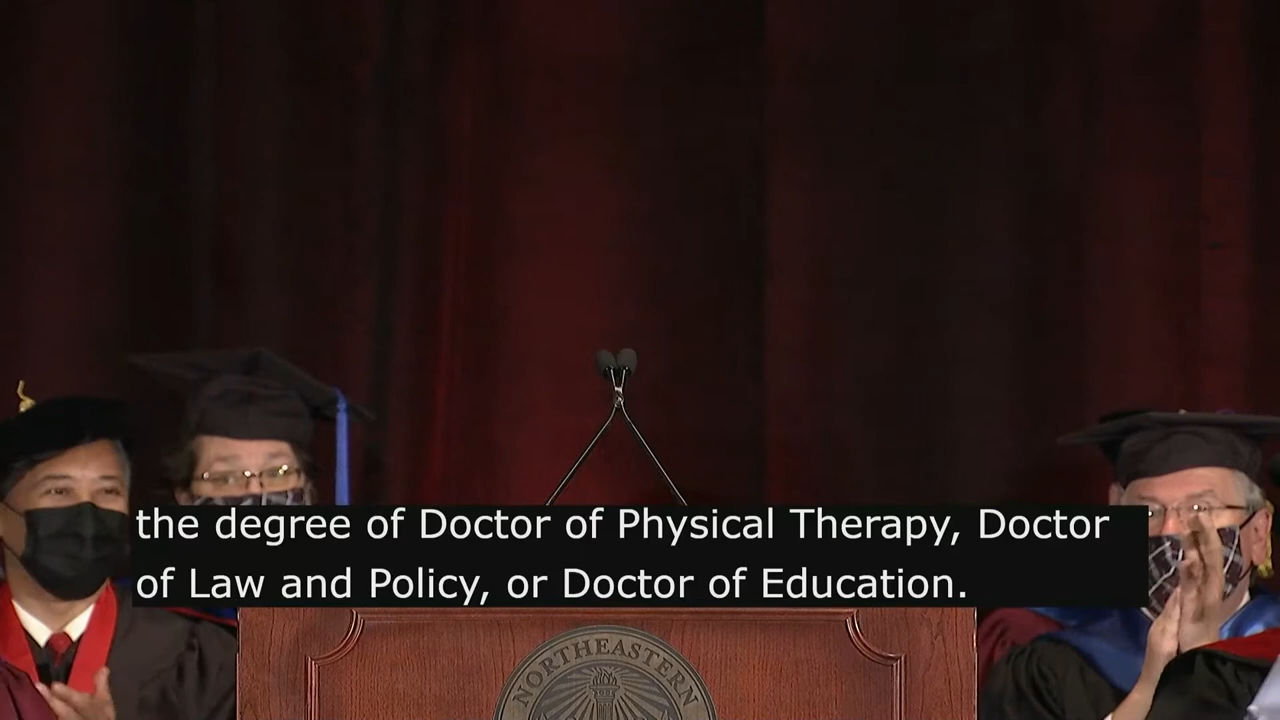 the degree of Doctor of Physical Therapy, Doctor
of Law and Policy, or Doctor of Education.
NORTHEASTERN